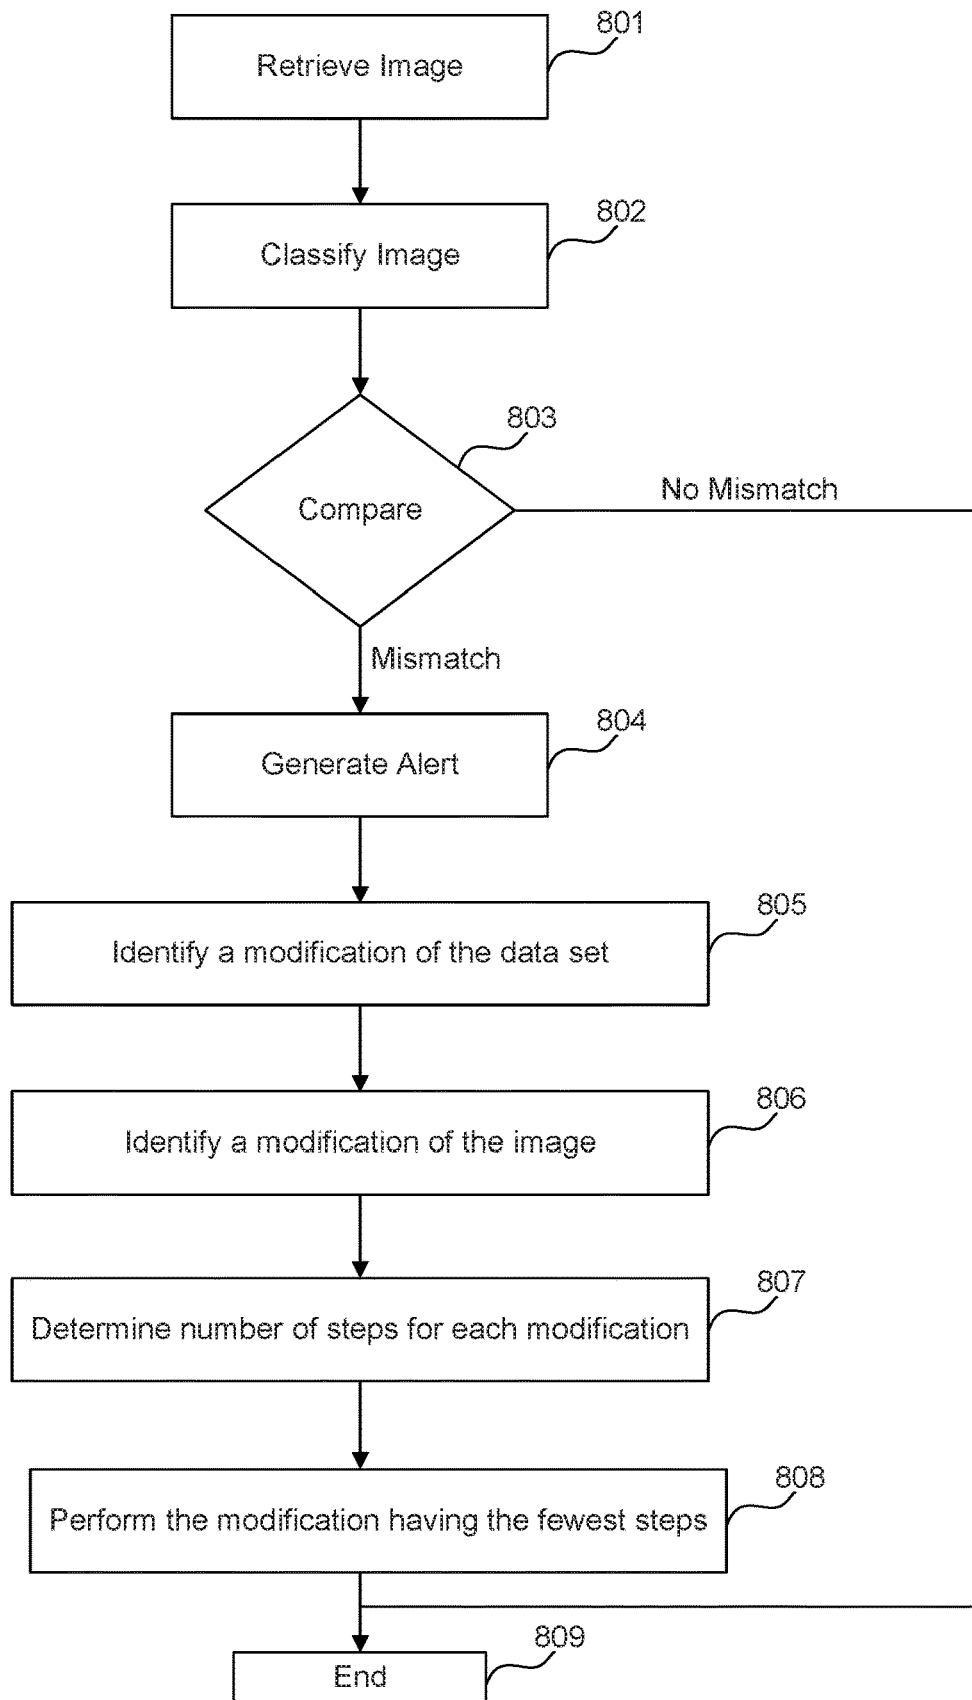 801
Retrieve Image
802
Classify Image
803
Compare
No Mismatch
Mismatch
804
Generate Alert
805
Identify a modification of the data set
806
Identify a modification of the image
807
Determine number of steps for each modification
808
Perform the modification having the fewest steps
809
End